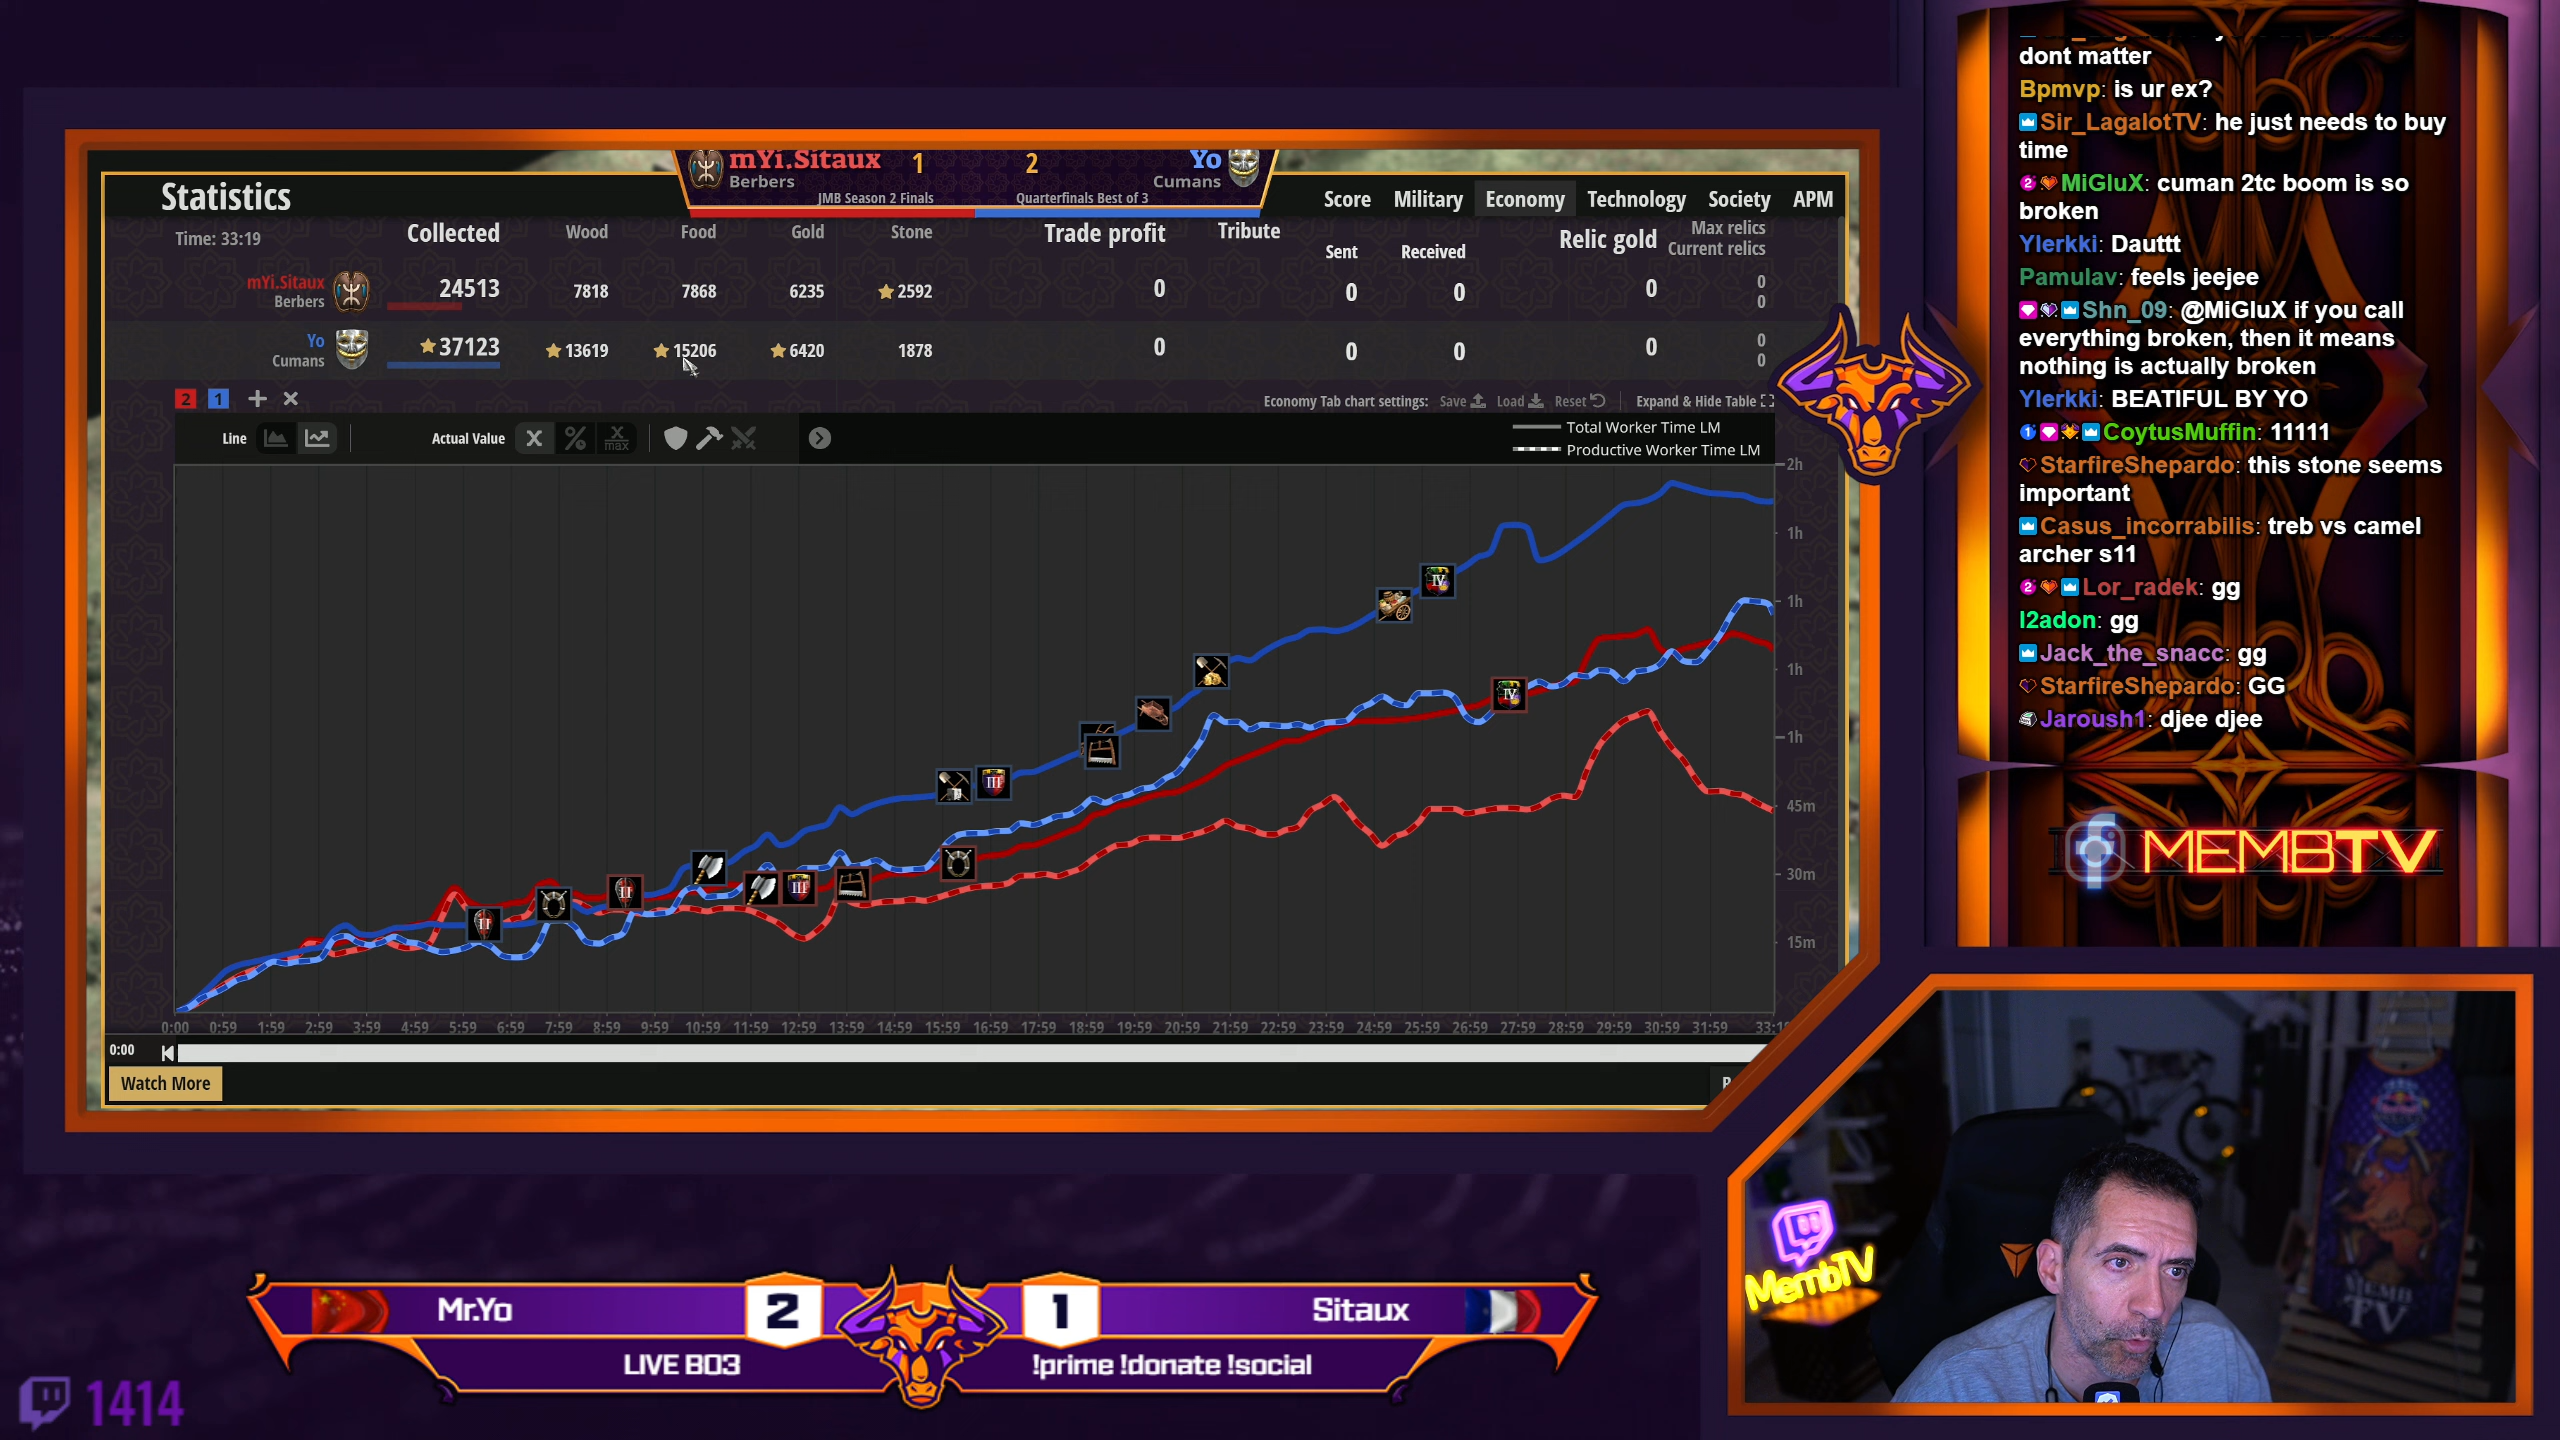 mYi.Sitaux 1 2 Yo
Berbers Cumans
JMB Season 2 Finals Quarterfinals Best of 3
Statistics
Score Military Economy Technology Society APM
Time: 33:19 Collected Wood Food Gold Stone Trade profit Tribute Sent Received Relic gold Max relics
Current relics
mYi.Sitaux 24513 7818 7868 6235 2592 0 0 0 0 0
Berbers 0
Yo 37123 13619 15206 6420 1878 0 0 0 0 0
Cumans 0
2 1
Economy Tab chart settings: Save Load Reset Expand & Hide Table
Line Actual Value X % X
max
Total Worker Time LM
Productive Worker Time LM
2h
1h
1h
1h
1h
45m
30m
15m
II II III III IV IV
0:00 0:59 1:59 2:59 3:59 4:59 5:59 6:59 7:59 8:59 9:59 10:59 11:59 12:59 13:59 14:59 15:59 16:59 17:59 18:59 19:59 20:59 21:59 22:59 23:59 24:59 25:59 26:59 27:59 28:59 29:59 30:59 31:59
0:00
Watch More
dont matter
Bpmvp: is ur ex?
Sir_LagalotTV: he just needs to buy
time
MiGluX: cuman 2tc boom is so
broken
Ylerkki: Dauttt
Pamulav: feels jeejee
Shn_09: @MiGluX if you call
everything broken, then it means
nothing is actually broken
Ylerkki: BEATIFUL BY YO
CoytusMuffin: 11111
StarfireShepardo: this stone seems
important
Casus_incorrabilis: treb vs camel
archer s11
Lor_radek: gg
l2adon: gg
Jack_the_snacc: gg
StarfireShepardo: GG
Jaroush1: djee djee
f MEMBTV
MembTV
MEMB
TV
Mr.Yo 2 1 Sitaux
LIVE BO3 !prime !donate !social
1414